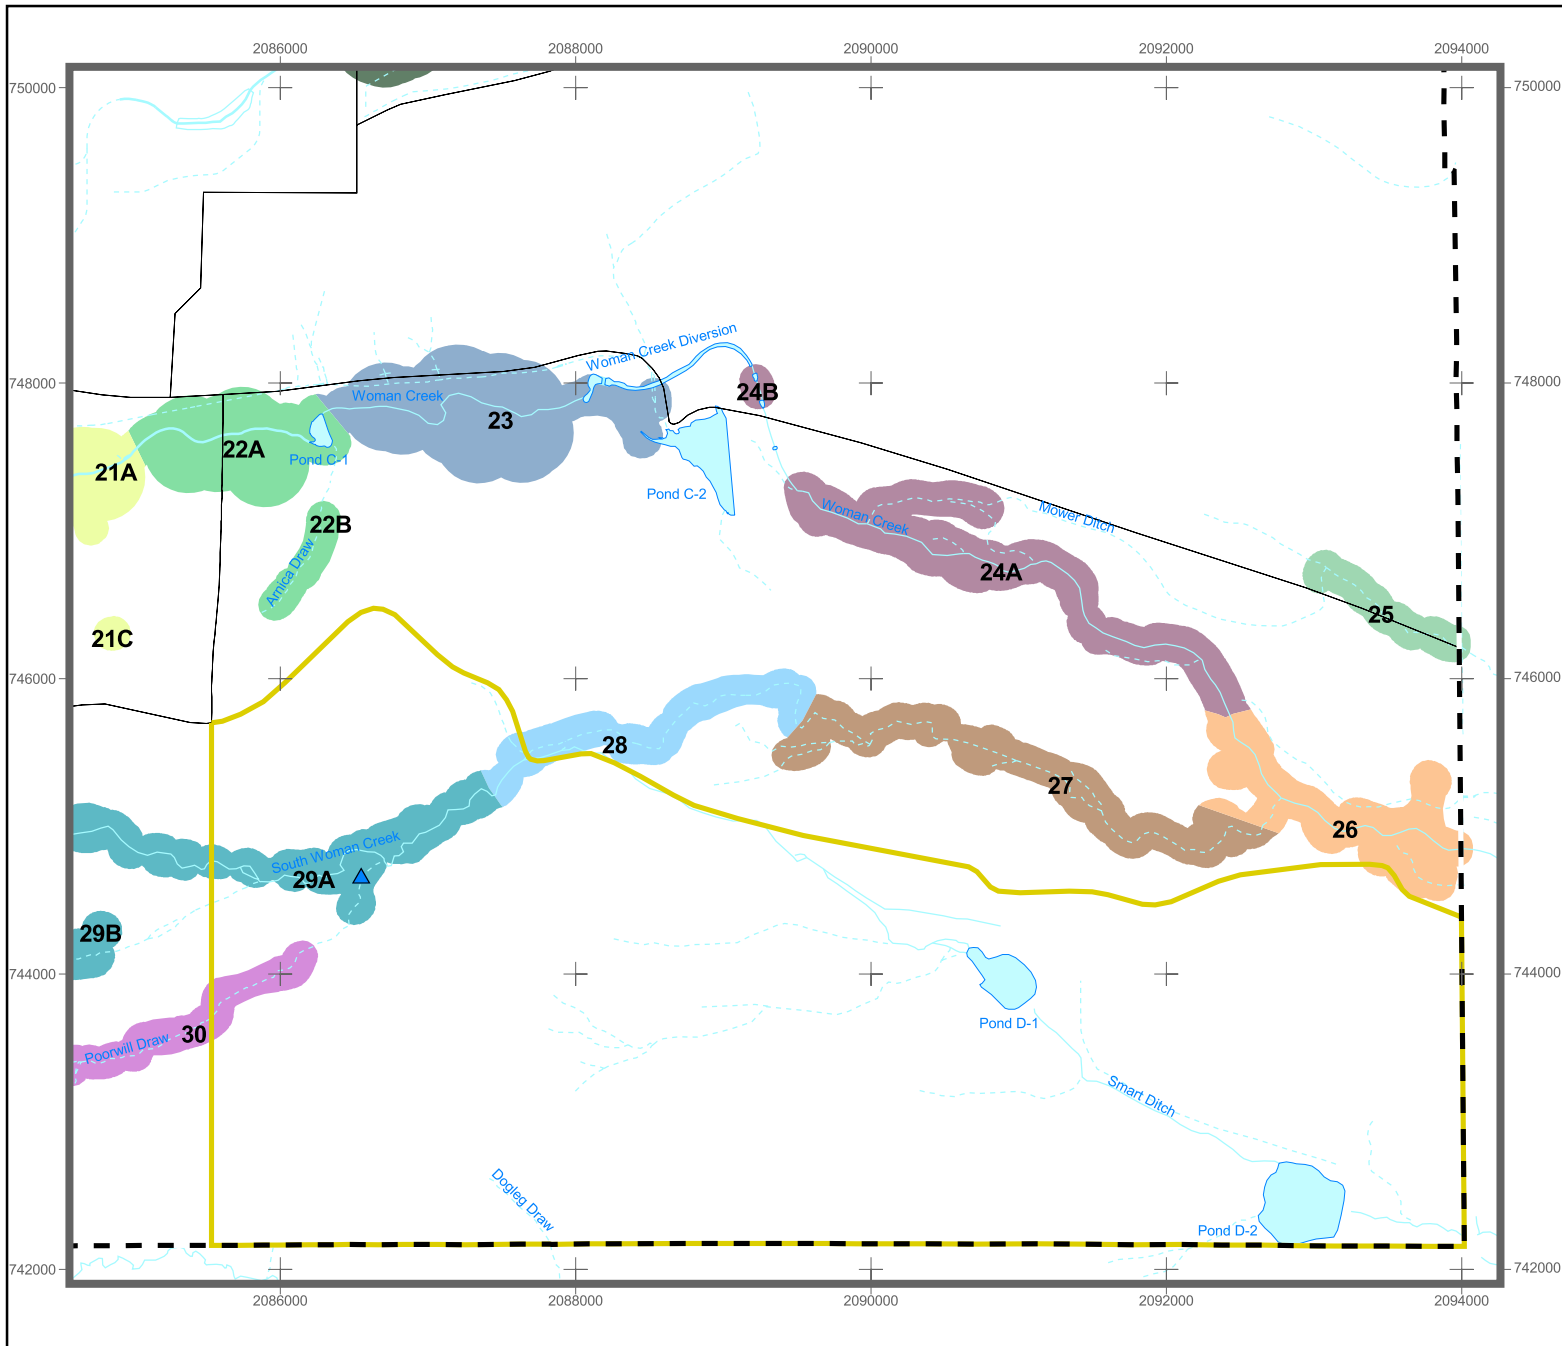 2086000 2088000 2090000 2092000 2094000
750000 750000
Woman Creek Diversion
748000 748000
24B
Woman Creek
23
22A
Pond C-1
21A
Pond C-2
Woman Creek
Mower Ditch
22B
Arnica Draw
24A
25
21C
746000 746000
28
27
26
South Woman Creek
29A
29B
744000 744000
Pond D-1
30
Poorwill Draw
Smart Ditch
Dogleg Draw
Pond D-2
742000 742000
2086000 2088000 2090000 2092000 2094000